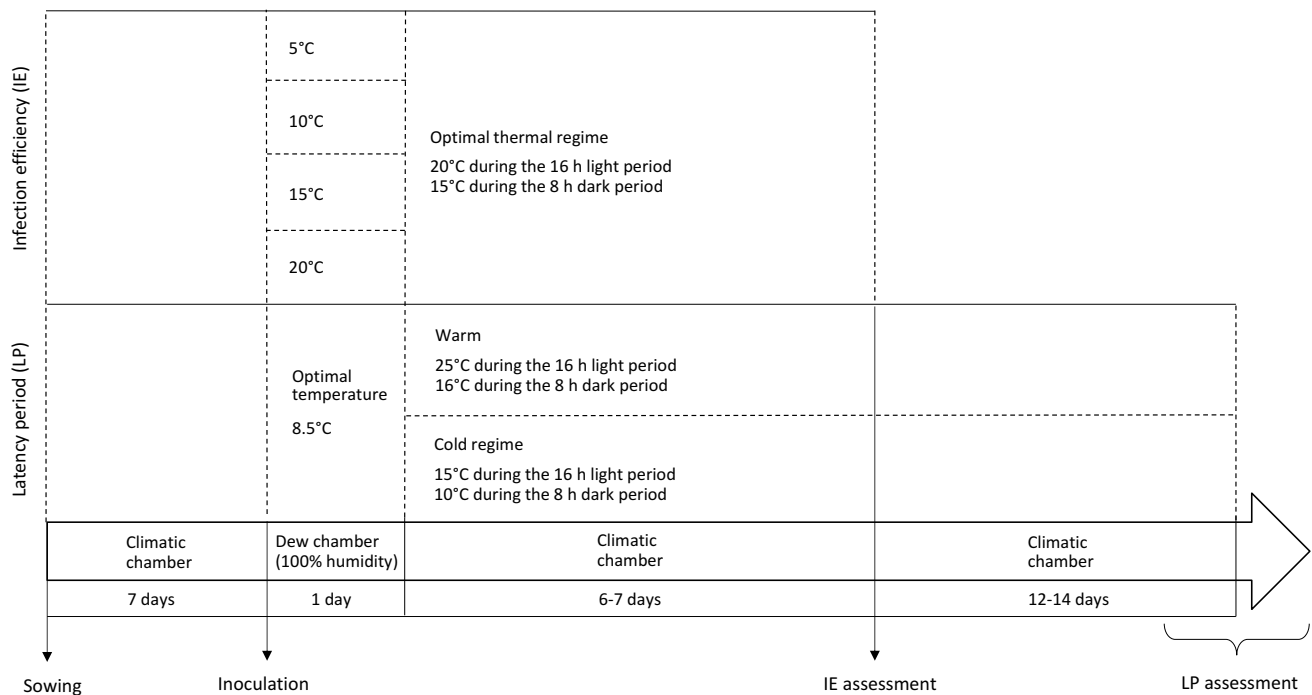 Infection efficiency (IE)
5°C
10°C
15°C
20°C
Optimal thermal regime
20°C during the 16 h light period
15°C during the 8 h dark period
Latency period (LP)
Optimal
temperature
8.5°C
Warm
25°C during the 16 h light period
16°C during the 8 h dark period
Cold regime
15°C during the 16 h light period
10°C during the 8 h dark period
Climatic
chamber
Dew chamber
(100% humidity)
Climatic
chamber
Climatic
chamber
7 days
1 day
6-7 days
12-14 days
Sowing
Inoculation
IE assessment
LP assessment